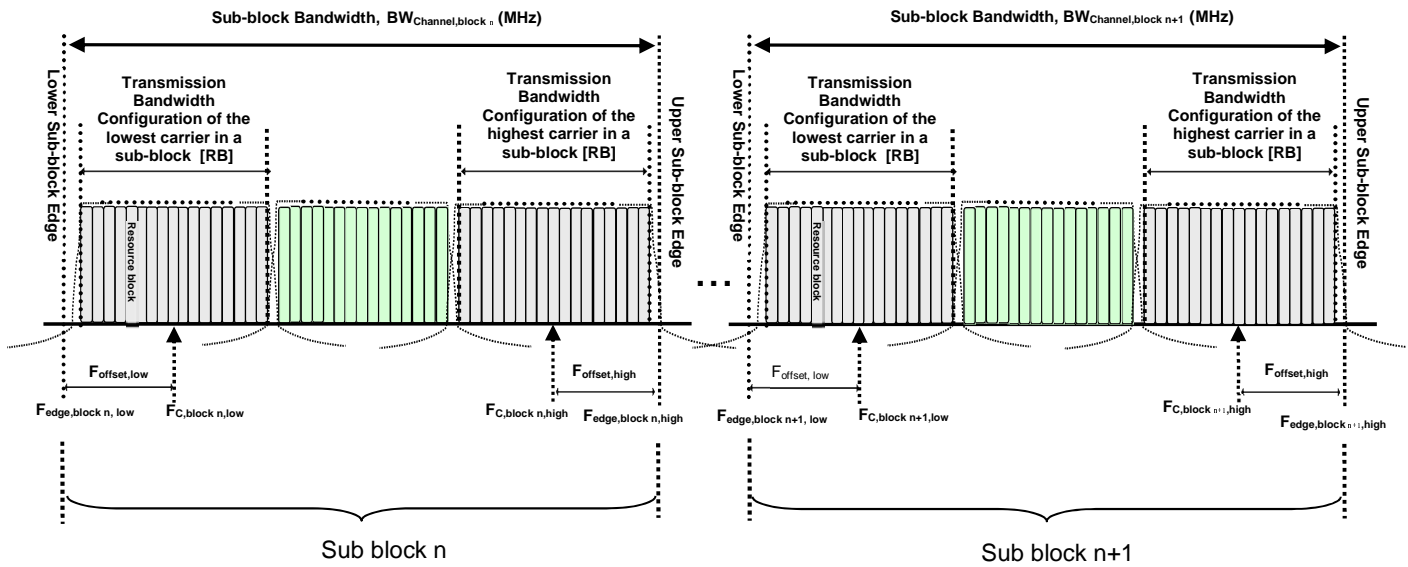 Sub-block Bandwidth, BWChannel,block n (MHz)
Lower Sub-block Edge
Transmission
Bandwidth
Configuration of the
lowest carrier in a
sub-block [RB]
Transmission
Bandwidth
Configuration of the
highest carrier in a
sub-block [RB]
Upper Sub-block Edge
Resource block
Foffset,low
Foffset,high
Fedge,block n, low
FC,block n,low
FC,block n,high
Fedge,block n,high
Sub block n
...
Sub-block Bandwidth, BWChannel,block n+1 (MHz)
Lower Sub-block Edge
Transmission
Bandwidth
Configuration of the
lowest carrier in a
sub-block [RB]
Transmission
Bandwidth
Configuration of the
highest carrier in a
sub-block [RB]
Upper Sub-block Edge
Resource block
Foffset, low
Foffset,high
Fedge,block n+1, low
FC,block n+1,low
FC,block n+1,high
Fedge,block n+1,high
Sub block n+1